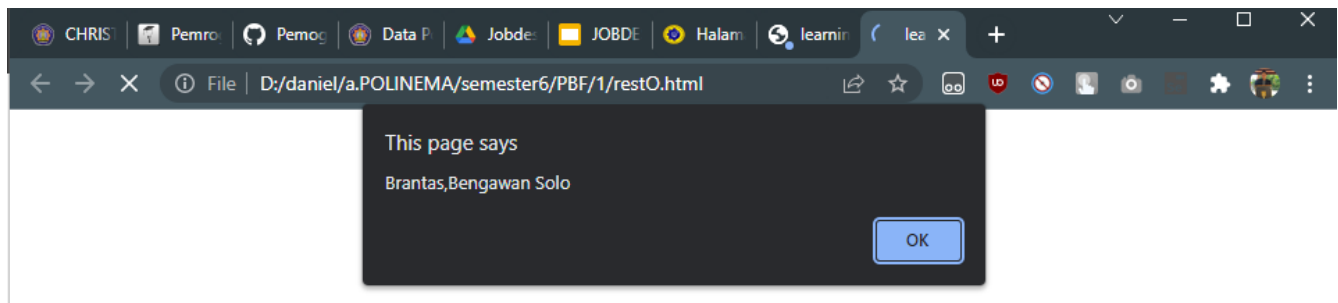 CHRIST Pemro Pemog Data P Jobdes JOBDE Halam learnin lea
File D:/daniel/a.POLINEMA/semester6/PBF/1/restO.html
This page says
Brantas,Bengawan Solo
OK